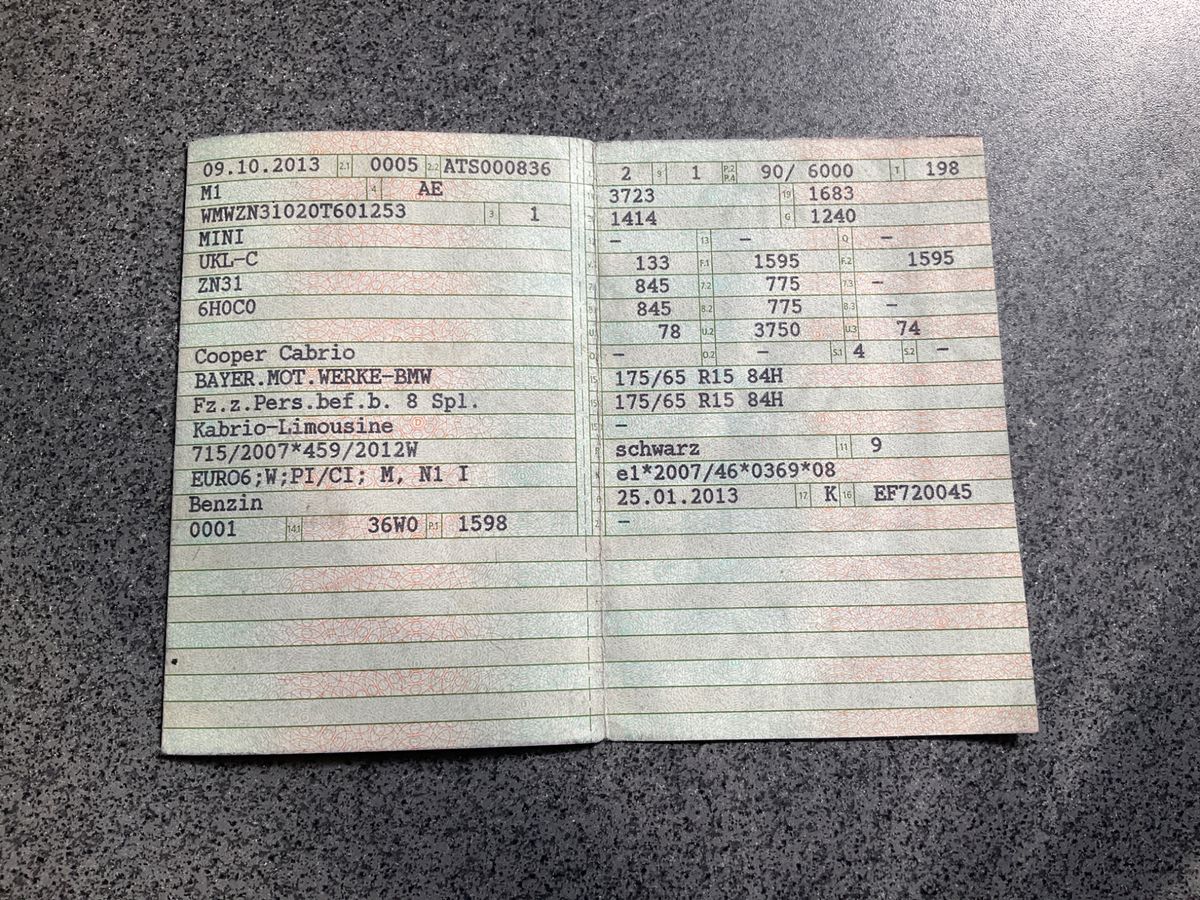 09.10.2013 2.1 0005 2.2 ATS000836
M1 4 AE
WMWZN31020T601253 3 1
MINI
UKL-C
ZN31
6H0C0
Cooper Cabrio
BAYER.MOT.WERKE-BMW
Fz.z.Pers.bef.b. 8 Spl.
Kabrio-Limousine
715/2007*459/2012W
EURO6;W;PI/CI; M, N1 I
Benzin
0001 14.1 36W0 P.1 1598
2 9 1 P.2 P.4 90/ 6000 T 198
3723 19 1683
1414 G 1240
– 13 – Q –
133 F.1 1595 F.2 1595
845 7.2 775 7.3 –
845 8.2 775 8.3 –
78 U.2 3750 U.3 74
– O.2 – S.1 4 S.2 –
175/65 R15 84H
175/65 R15 84H
–
schwarz 11 9
e1*2007/46*0369*08
25.01.2013 17 K 16 EF720045
–